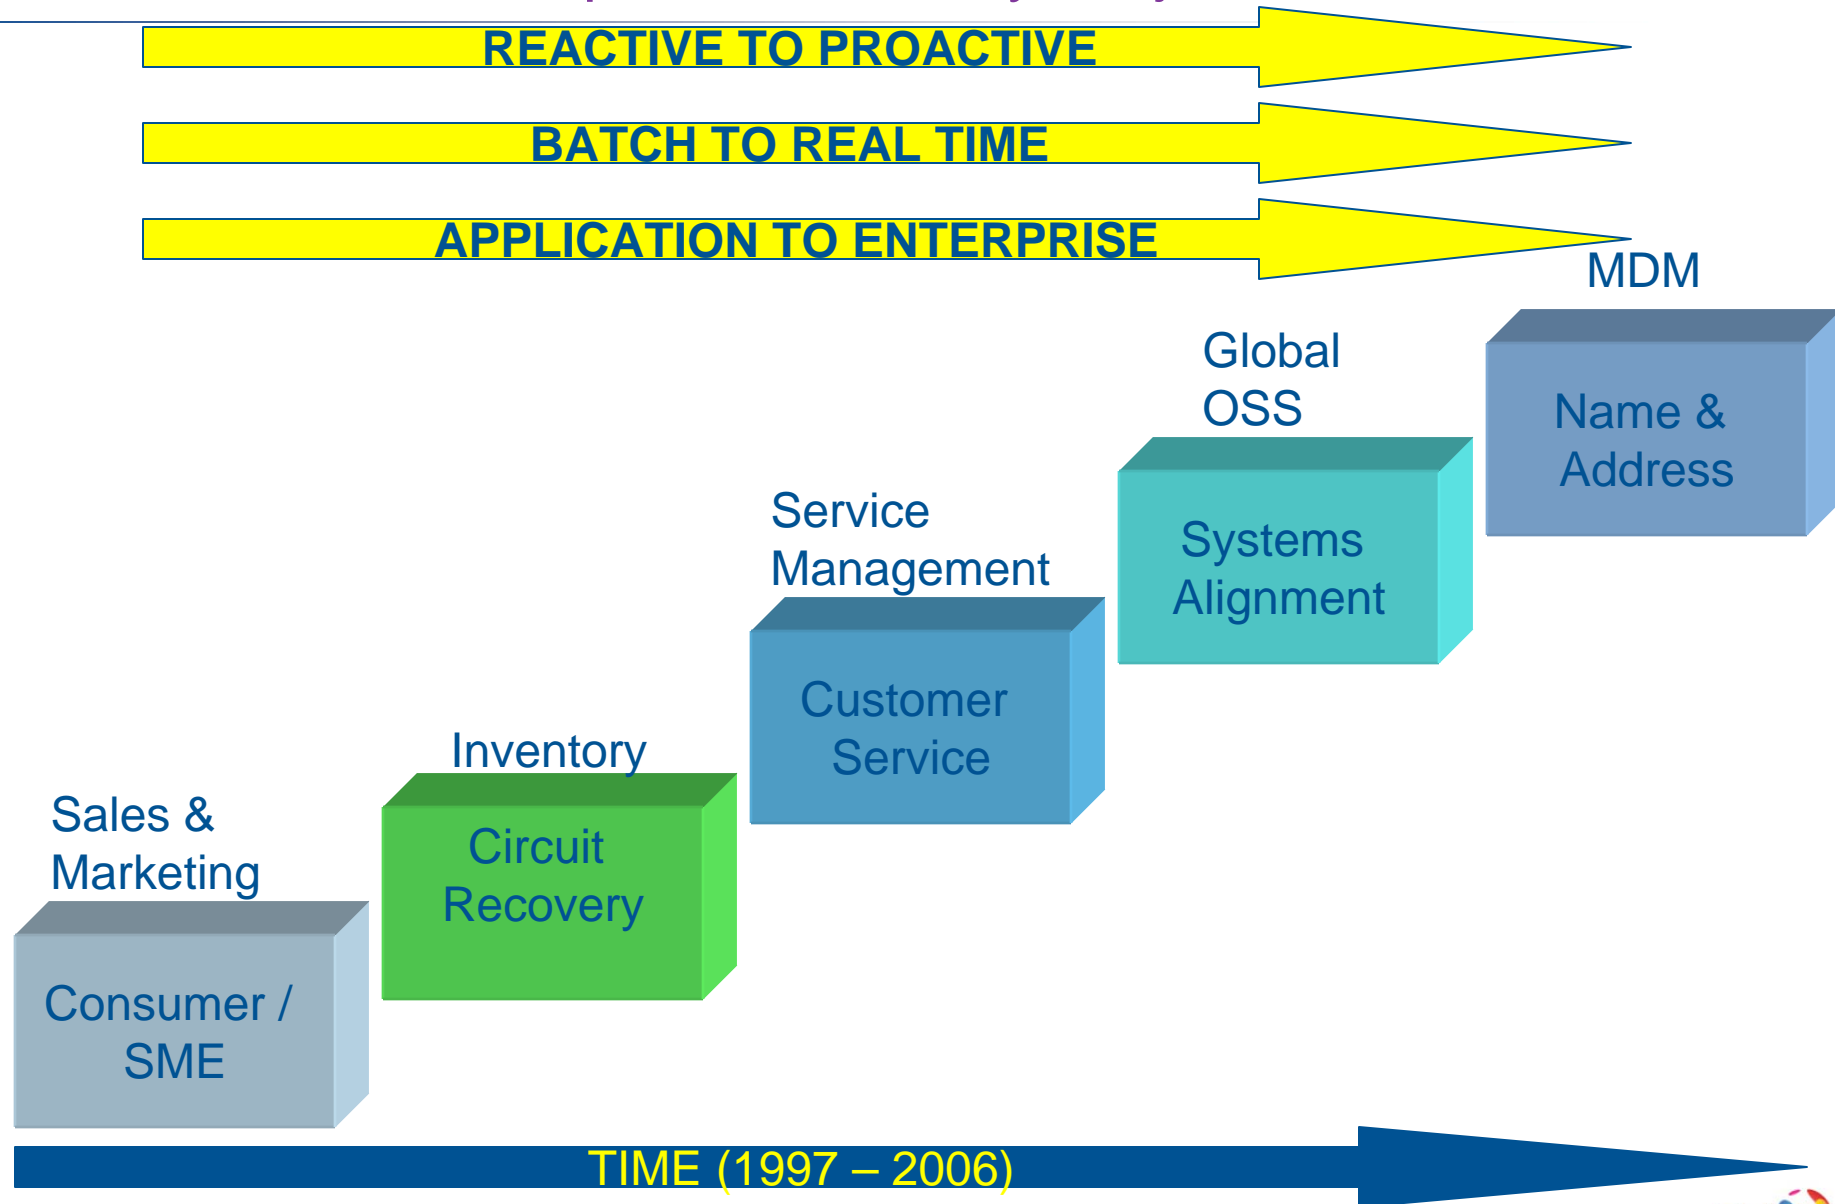 REACTIVE TO PROACTIVE
BATCH TO REAL TIME
APPLICATION TO ENTERPRISE
MDM
Name &
Address
Global
OSS
Systems
Alignment
Service
Management
Customer
Service
Inventory
Circuit
Recovery
Sales &
Marketing
Consumer /
SME
TIME (1997 – 2006)